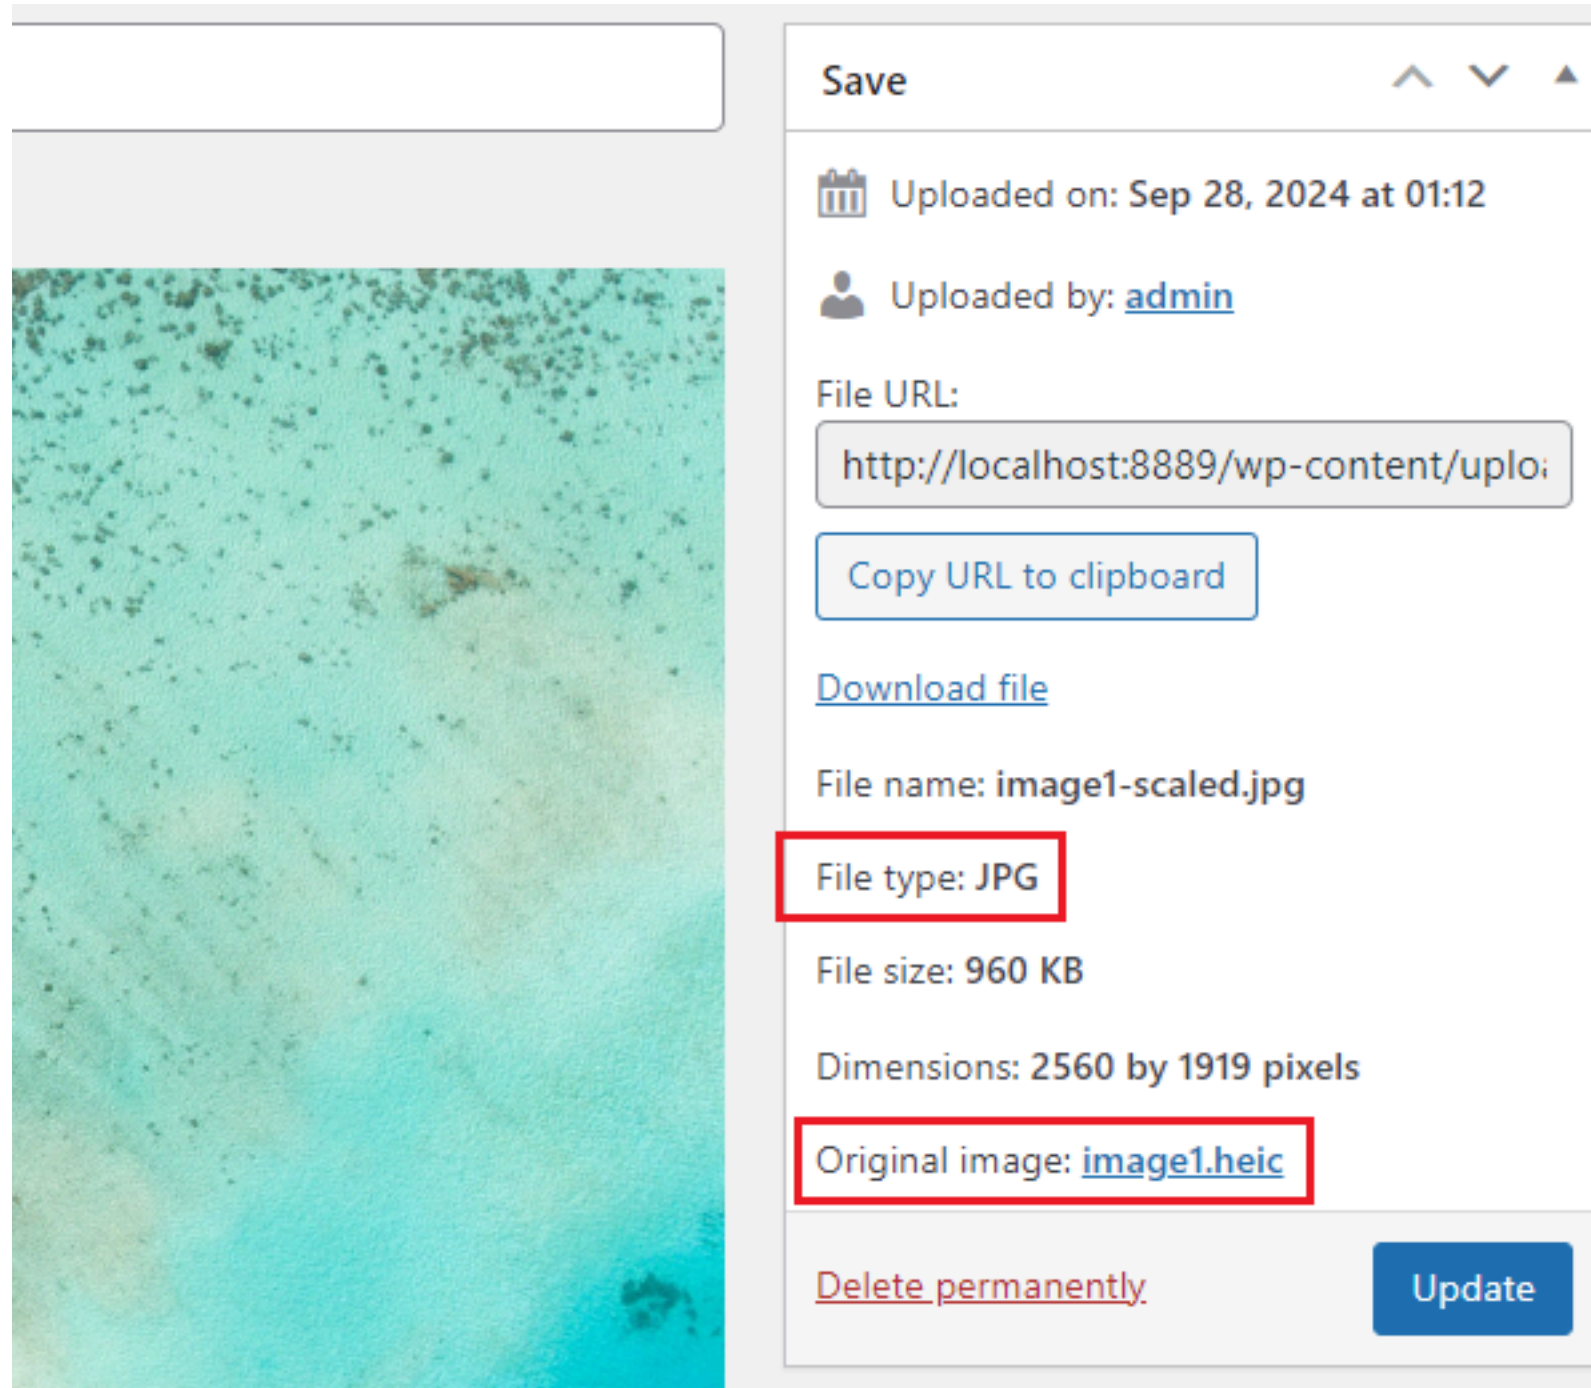 Save
Uploaded on: Sep 28, 2024 at 01:12
Uploaded by: admin
File URL:
http://localhost:8889/wp-content/uploa
Copy URL to clipboard
Download file
File name: image1-scaled.jpg
File type: JPG
File size: 960 KB
Dimensions: 2560 by 1919 pixels
Original image: image1.heic
Delete permanently
Update